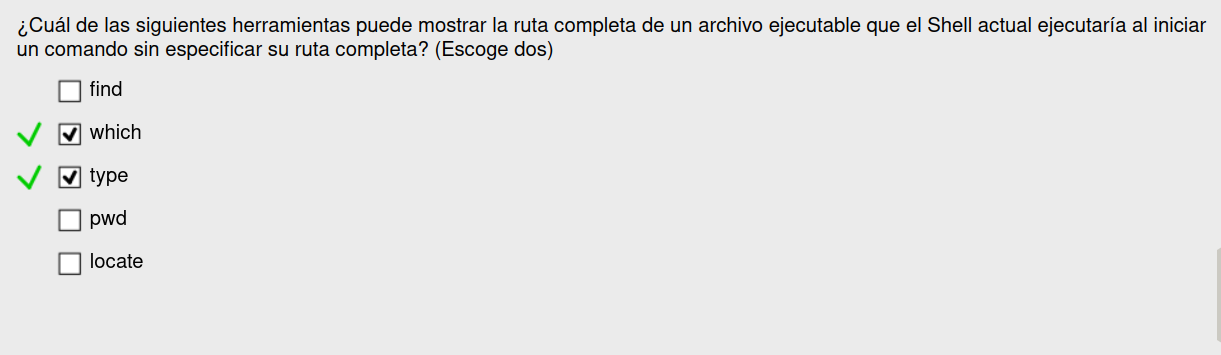 ¿Cuál de las siguientes herramientas puede mostrar la ruta completa de un archivo ejecutable que el Shell actual ejecutaría al iniciar
un comando sin especificar su ruta completa? (Escoge dos)
find
which
type
pwd
locate